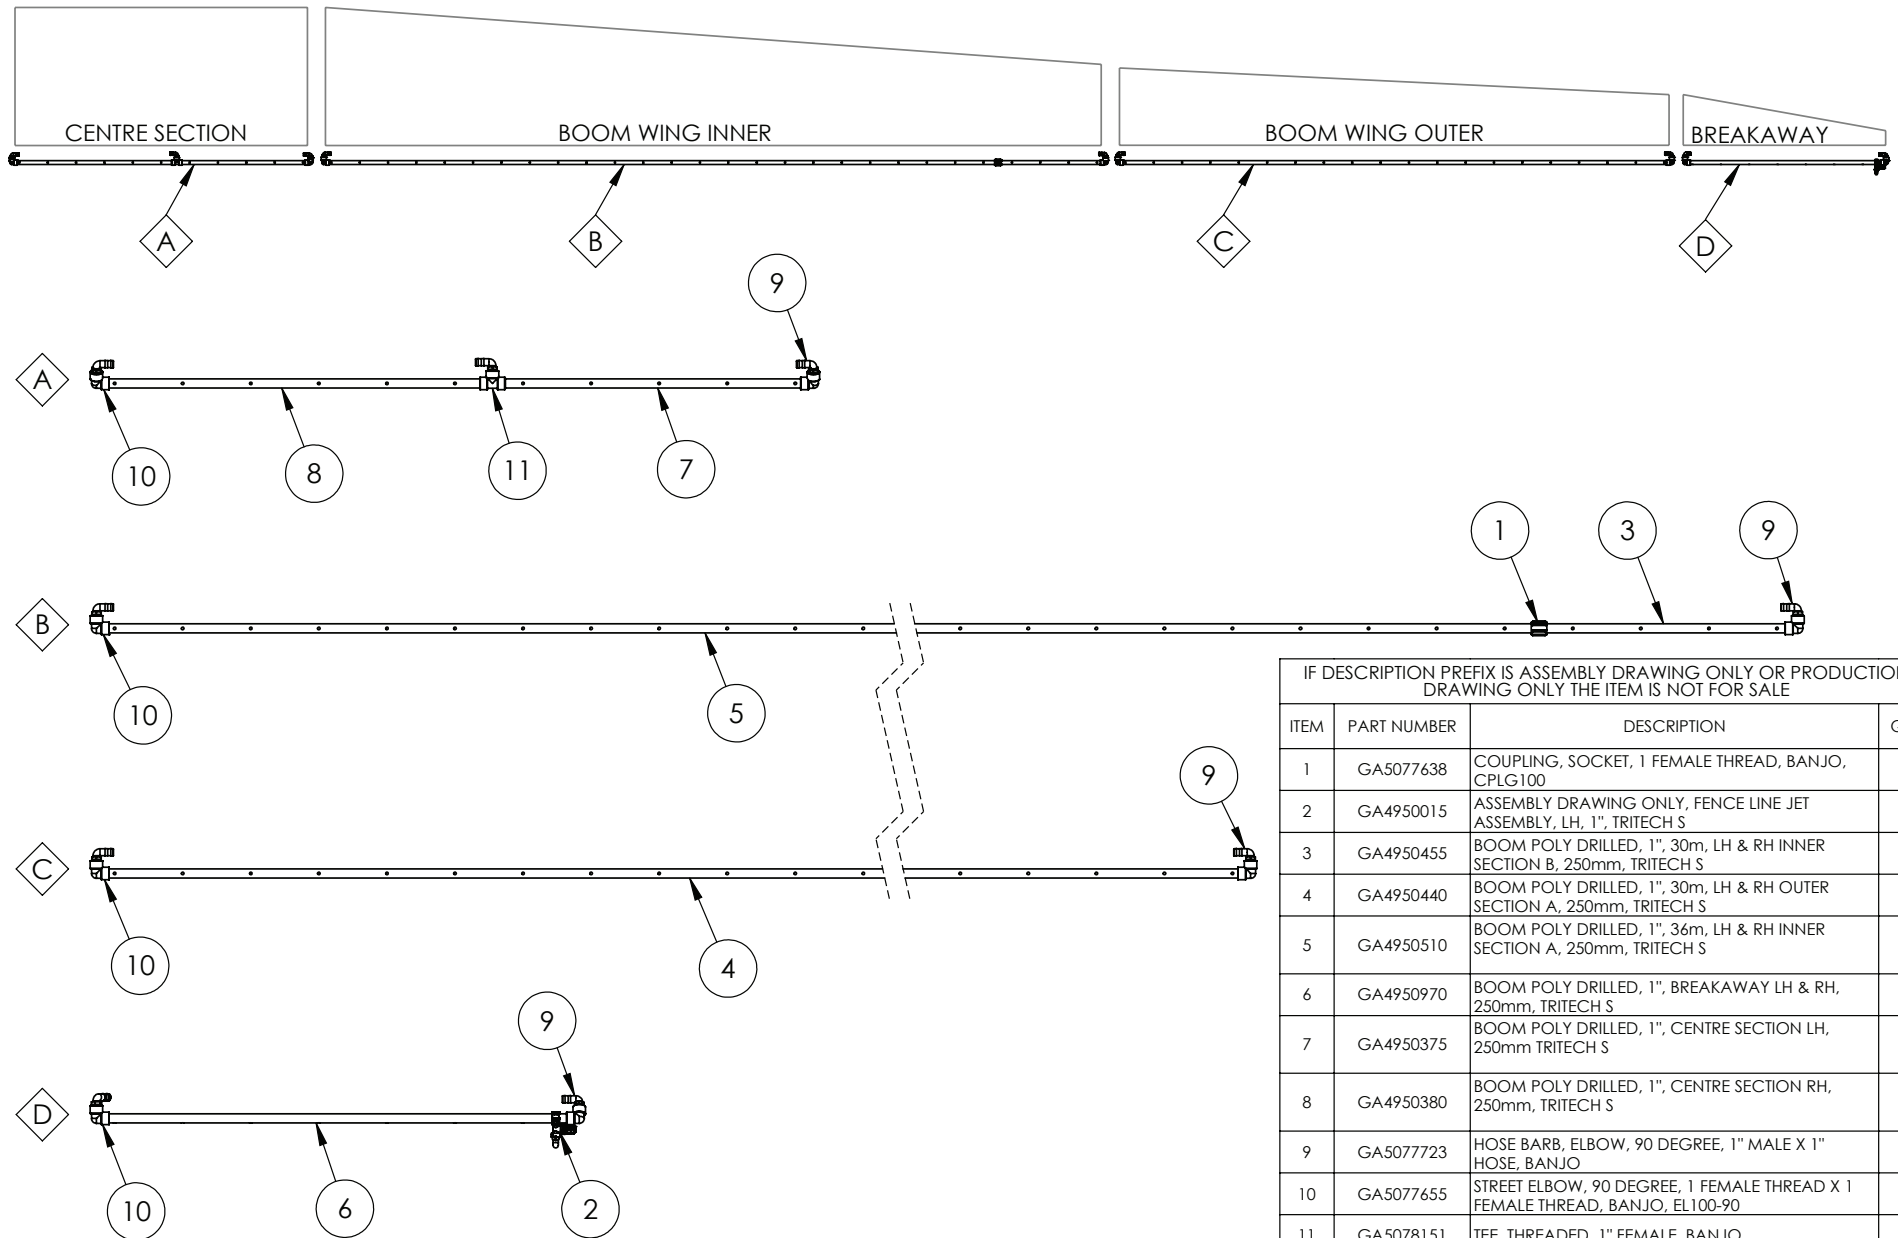 CENTRE SECTION
BOOM WING INNER
BOOM WING OUTER
BREAKAWAY
A
B
C
D
9
A
10
8
11
7
1
3
9
B
10
5
9
C
10
4
9
D
10
6
2
IF DESCRIPTION PREFIX IS ASSEMBLY DRAWING ONLY OR PRODUCTIO
DRAWING ONLY THE ITEM IS NOT FOR SALE
ITEM PART NUMBER DESCRIPTION
1 GA5077638 COUPLING, SOCKET, 1 FEMALE THREAD, BANJO,
CPLG100
2 GA4950015 ASSEMBLY DRAWING ONLY, FENCE LINE JET
ASSEMBLY, LH, 1", TRITECH S
3 GA4950455 BOOM POLY DRILLED, 1", 30m, LH & RH INNER
SECTION B, 250mm, TRITECH S
4 GA4950440 BOOM POLY DRILLED, 1", 30m, LH & RH OUTER
SECTION A, 250mm, TRITECH S
5 GA4950510 BOOM POLY DRILLED, 1", 36m, LH & RH INNER
SECTION A, 250mm, TRITECH S
6 GA4950970 BOOM POLY DRILLED, 1", BREAKAWAY LH & RH,
250mm, TRITECH S
7 GA4950375 BOOM POLY DRILLED, 1", CENTRE SECTION LH,
250mm TRITECH S
8 GA4950380 BOOM POLY DRILLED, 1", CENTRE SECTION RH,
250mm, TRITECH S
9 GA5077723 HOSE BARB, ELBOW, 90 DEGREE, 1" MALE X 1"
HOSE, BANJO
10 GA5077655 STREET ELBOW, 90 DEGREE, 1 FEMALE THREAD X 1
FEMALE THREAD, BANJO, EL100-90
11 GA5078151 TEE, THREADED, 1" FEMALE, BANJO